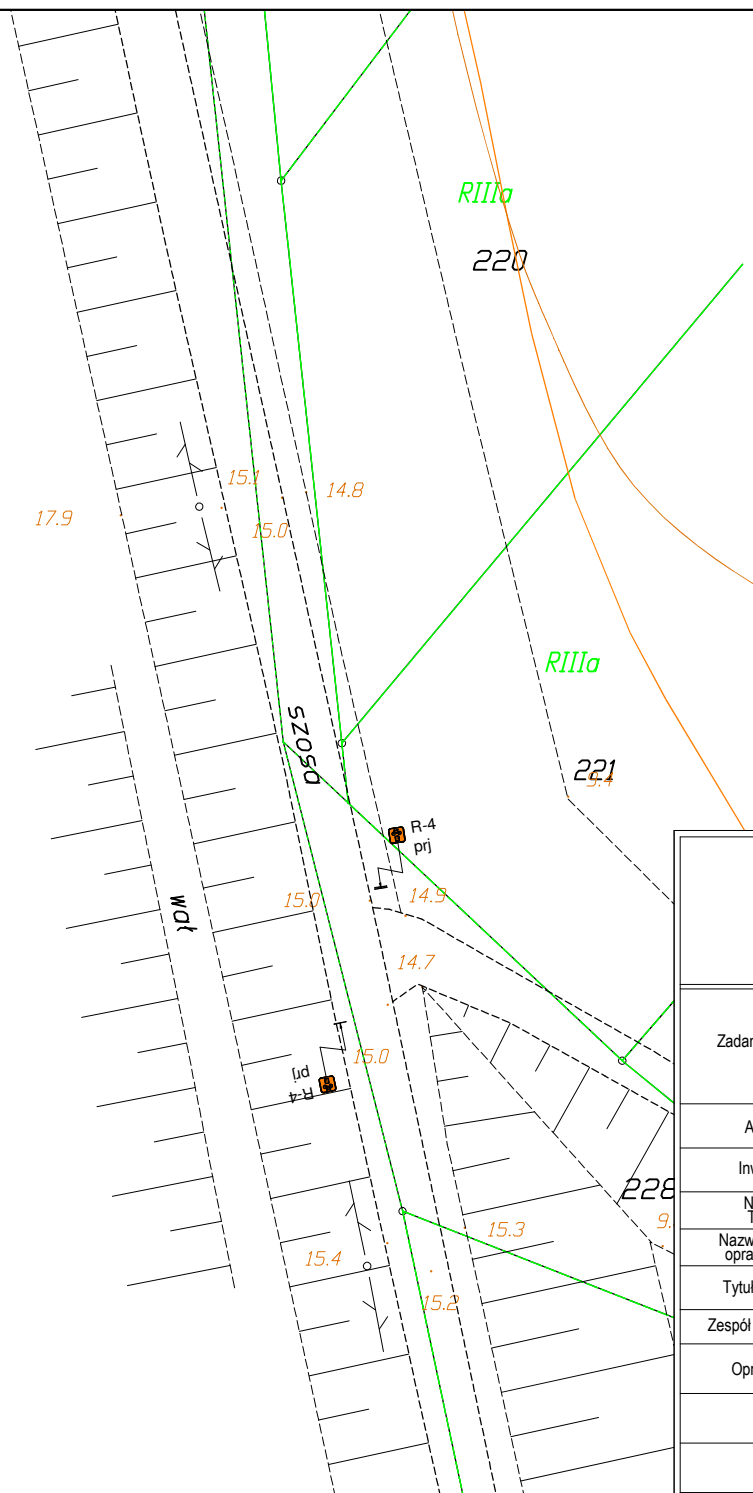 RIIIa
220
15.1
14.8
17.9
15.0
RIIIa
szosa
221
9.4
R-4
prj
wał
15.0
14.9
14.7
15.0
prj
R-4
228
9.
15.3
15.4
15.2
Zadan
A
Inw
N
T
Nazw
opra
Tytuł
Zespół
Opr